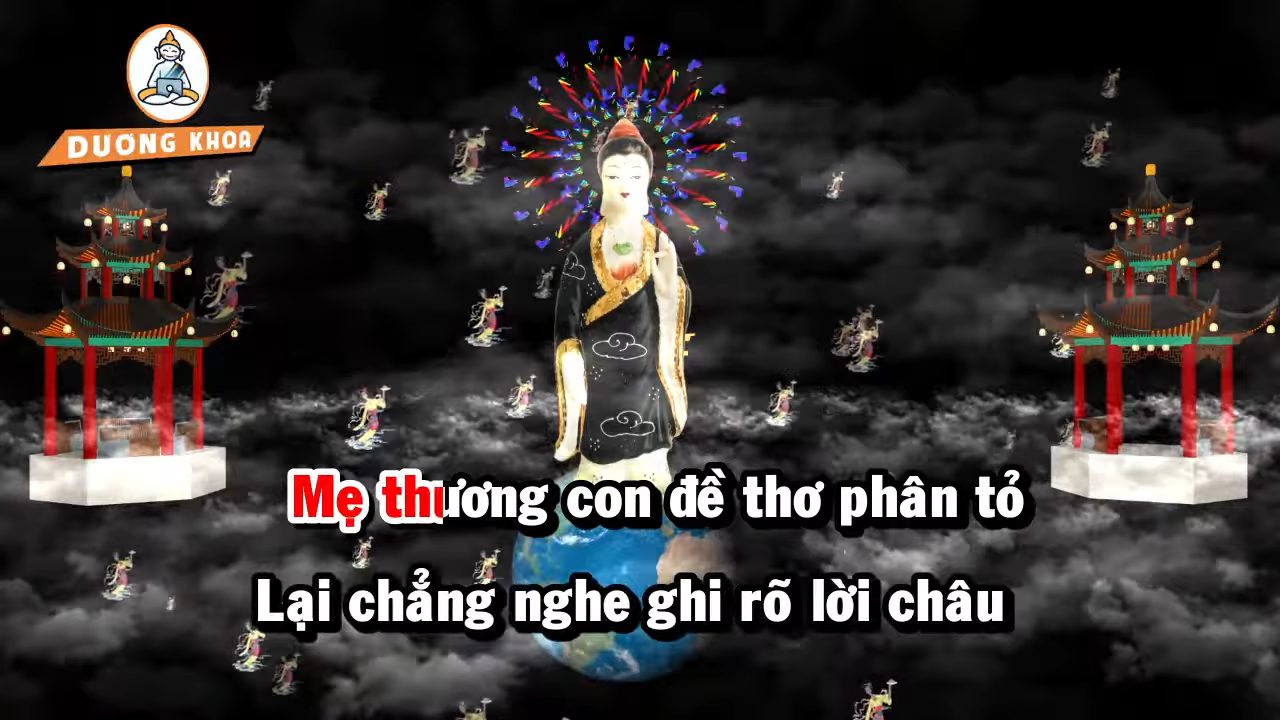 DƯƠNG KHOA
Mẹ thương con đề thơ phân tỏ
Lại chẳng nghe ghi rõ lời châu